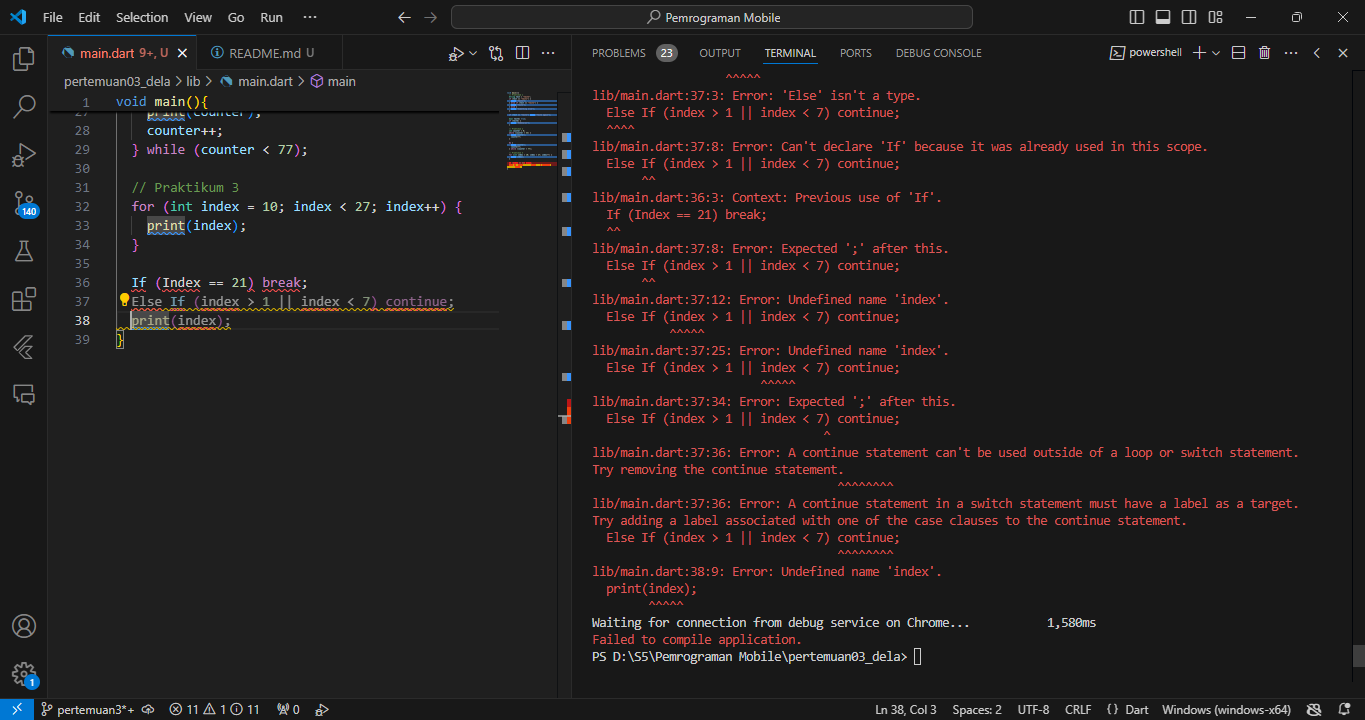 File Edit Selection View Go Run ··· Pemrograman Mobile
main.dart 9+, U README.md U
pertemuan03_dela > lib > main.dart > main
1 void main(){
27 print(counter);
28 counter++;
29 } while (counter < 77);
30
31 // Praktikum 3
32 for (int index = 10; index < 27; index++) {
33 print(index);
34 }
35
36 If (Index == 21) break;
37 Else If (index > 1 || index < 7) continue;
38 print(index);
39 }
PROBLEMS 23 OUTPUT TERMINAL PORTS DEBUG CONSOLE powershell
^^^^^
lib/main.dart:37:3: Error: 'Else' isn't a type.
Else If (index > 1 || index < 7) continue;
^^^^
lib/main.dart:37:8: Error: Can't declare 'If' because it was already used in this scope.
Else If (index > 1 || index < 7) continue;
^^
lib/main.dart:36:3: Context: Previous use of 'If'.
If (Index == 21) break;
^^
lib/main.dart:37:8: Error: Expected ';' after this.
Else If (index > 1 || index < 7) continue;
^^
lib/main.dart:37:12: Error: Undefined name 'index'.
Else If (index > 1 || index < 7) continue;
^^^^^
lib/main.dart:37:25: Error: Undefined name 'index'.
Else If (index > 1 || index < 7) continue;
^^^^^
lib/main.dart:37:34: Error: Expected ';' after this.
Else If (index > 1 || index < 7) continue;
^
lib/main.dart:37:36: Error: A continue statement can't be used outside of a loop or switch statement.
Try removing the continue statement.
^^^^^^^^
lib/main.dart:37:36: Error: A continue statement in a switch statement must have a label as a target.
Try adding a label associated with one of the case clauses to the continue statement.
Else If (index > 1 || index < 7) continue;
^^^^^^^^
lib/main.dart:38:9: Error: Undefined name 'index'.
print(index);
^^^^^
Waiting for connection from debug service on Chrome... 1,580ms
Failed to compile application.
PS D:\S5\Pemrograman Mobile\pertemuan03_dela>
140
1
pertemuan3*+ 11 1 11 0 Ln 38, Col 3 Spaces: 2 UTF-8 CRLF {} Dart Windows (windows-x64)